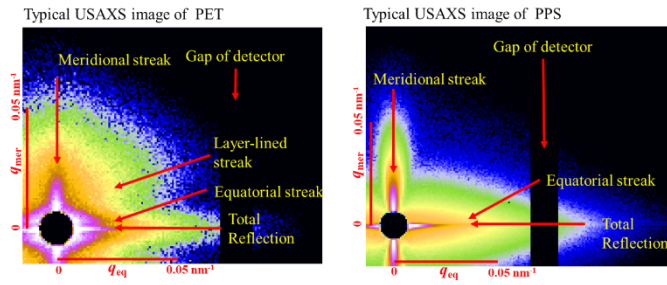 Typical USAXS image of PET
Meridional streak
Gap of detector
Layer-lined
streak
Equatorial streak
Total
Reflection
0.05 nm⁻¹
qmer
0
0
qeq
0.05 nm⁻¹
Typical USAXS image of PPS
Gap of detector
Meridional streak
Equatorial streak
Total
Reflection
0.05 nm⁻¹
qmer
0
0
qeq
0.05 nm⁻¹